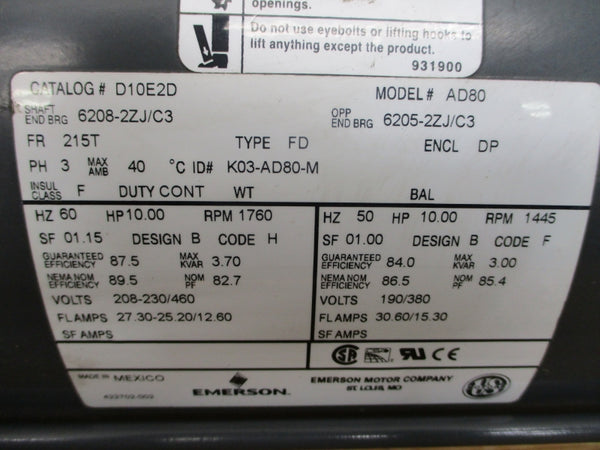 openings.
Do not use eyebolts or lifting hooks to
lift anything except the product.
931900
CATALOG # D10E2D MODEL# AD80
SHAFT END BRG 6208-2ZJ/C3 OPP END BRG 6205-2ZJ/C3
FR 215T TYPE FD ENCL DP
PH 3 MAX AMB 40 °C ID# K03-AD80-M
INSUL CLASS F DUTY CONT WT BAL
HZ 60 HP 10.00 RPM 1760
SF 01.15 DESIGN B CODE H
GUARANTEED EFFICIENCY 87.5 MAX KVAR 3.70
NEMA NOM EFFICIENCY 89.5 NOM PF 82.7
VOLTS 208-230/460
FL AMPS 27.30-25.20/12.60
SF AMPS
HZ 50 HP 10.00 RPM 1445
SF 01.00 DESIGN B CODE F
GUARANTEED EFFICIENCY 84.0 MAX KVAR 3.00
NEMA NOM EFFICIENCY 86.5 NOM PF 85.4
VOLTS 190/380
FL AMPS 30.60/15.30
SF AMPS
MADE IN MEXICO
422702-002
EMERSON.
EMERSON MOTOR COMPANY
ST. LOUIS, MO